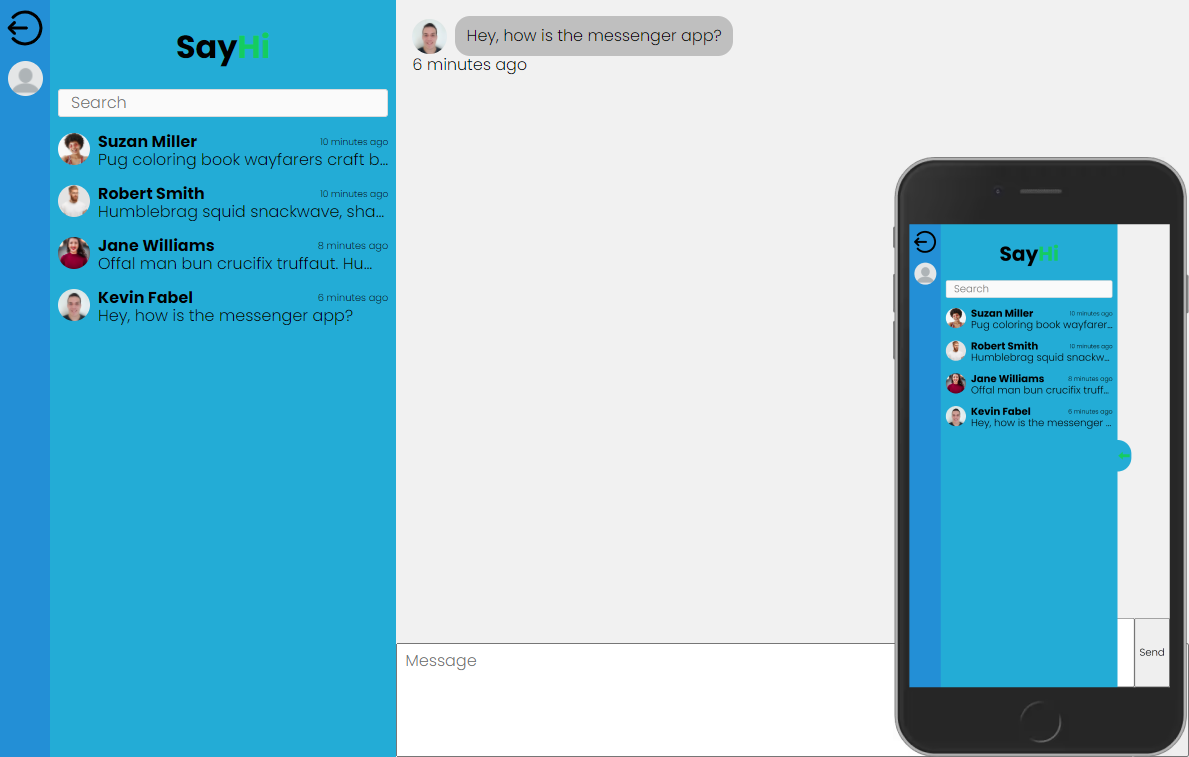 SayHi
Search
Suzan Miller 10 minutes ago
Pug coloring book wayfarers craft b...
Robert Smith 10 minutes ago
Humblebrag squid snackwave, sha...
Jane Williams 8 minutes ago
Offal man bun crucifix truffaut. Hu...
Kevin Fabel 6 minutes ago
Hey, how is the messenger app?
Hey, how is the messenger app?
6 minutes ago
Message
SayHi
Search
Suzan Miller 10 minutes ago
Pug coloring book wayfarer...
Robert Smith 10 minutes ago
Humblebrag squid snackw...
Jane Williams 8 minutes ago
Offal man bun crucifix truff...
Kevin Fabel 6 minutes ago
Hey, how is the messenger ...
Send